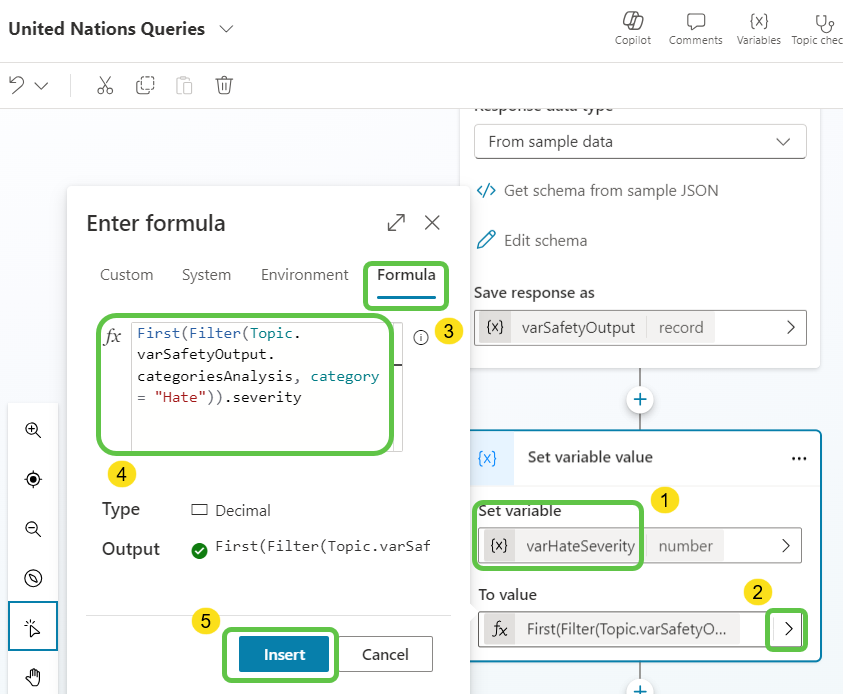 United Nations Queries
Copilot
Comments
{x}
Variables
Topic chec
Response data type
From sample data
</> Get schema from sample JSON
Edit schema
Save response as
{x} varSafetyOutput record
Enter formula
Custom System Environment Formula
3
fx First(Filter(Topic.
varSafetyOutput.
categoriesAnalysis, category
= "Hate")).severity
4
Type Decimal
Output First(Filter(Topic.varSaf
5
Insert Cancel
{x} Set variable value
1
Set variable
{x} varHateSeverity number
2
To value
fx First(Filter(Topic.varSafetyO...